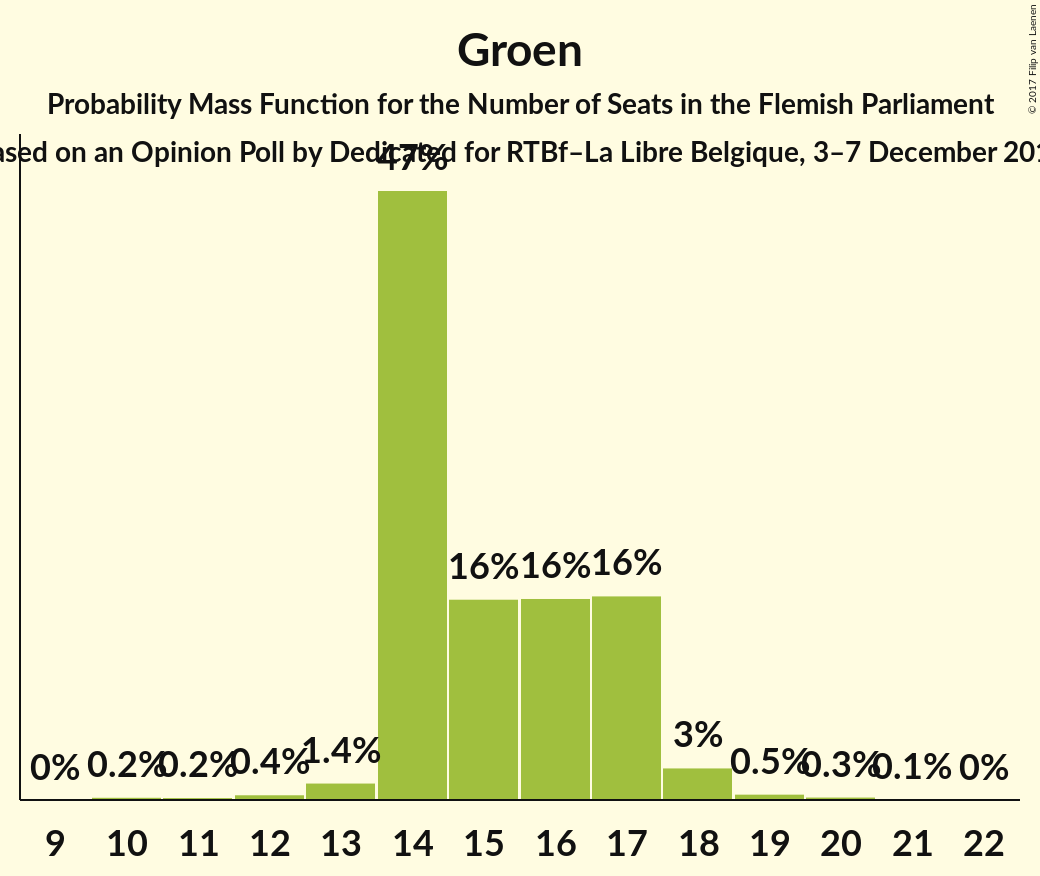 Groen
Probability Mass Function for the Number of Seats in the Flemish Parliament
on an Opinion Poll by Dedicated for RTBf–La Libre Belgique, 3–7 December
© 2017 Filip van Laenen
47%
16% 16% 16%
0% 0.2% 0.2% 0.4% 1.4% 3% 0.5% 0.3% 0.1% 0%
9 10 11 12 13 14 15 16 17 18 19 20 21 22